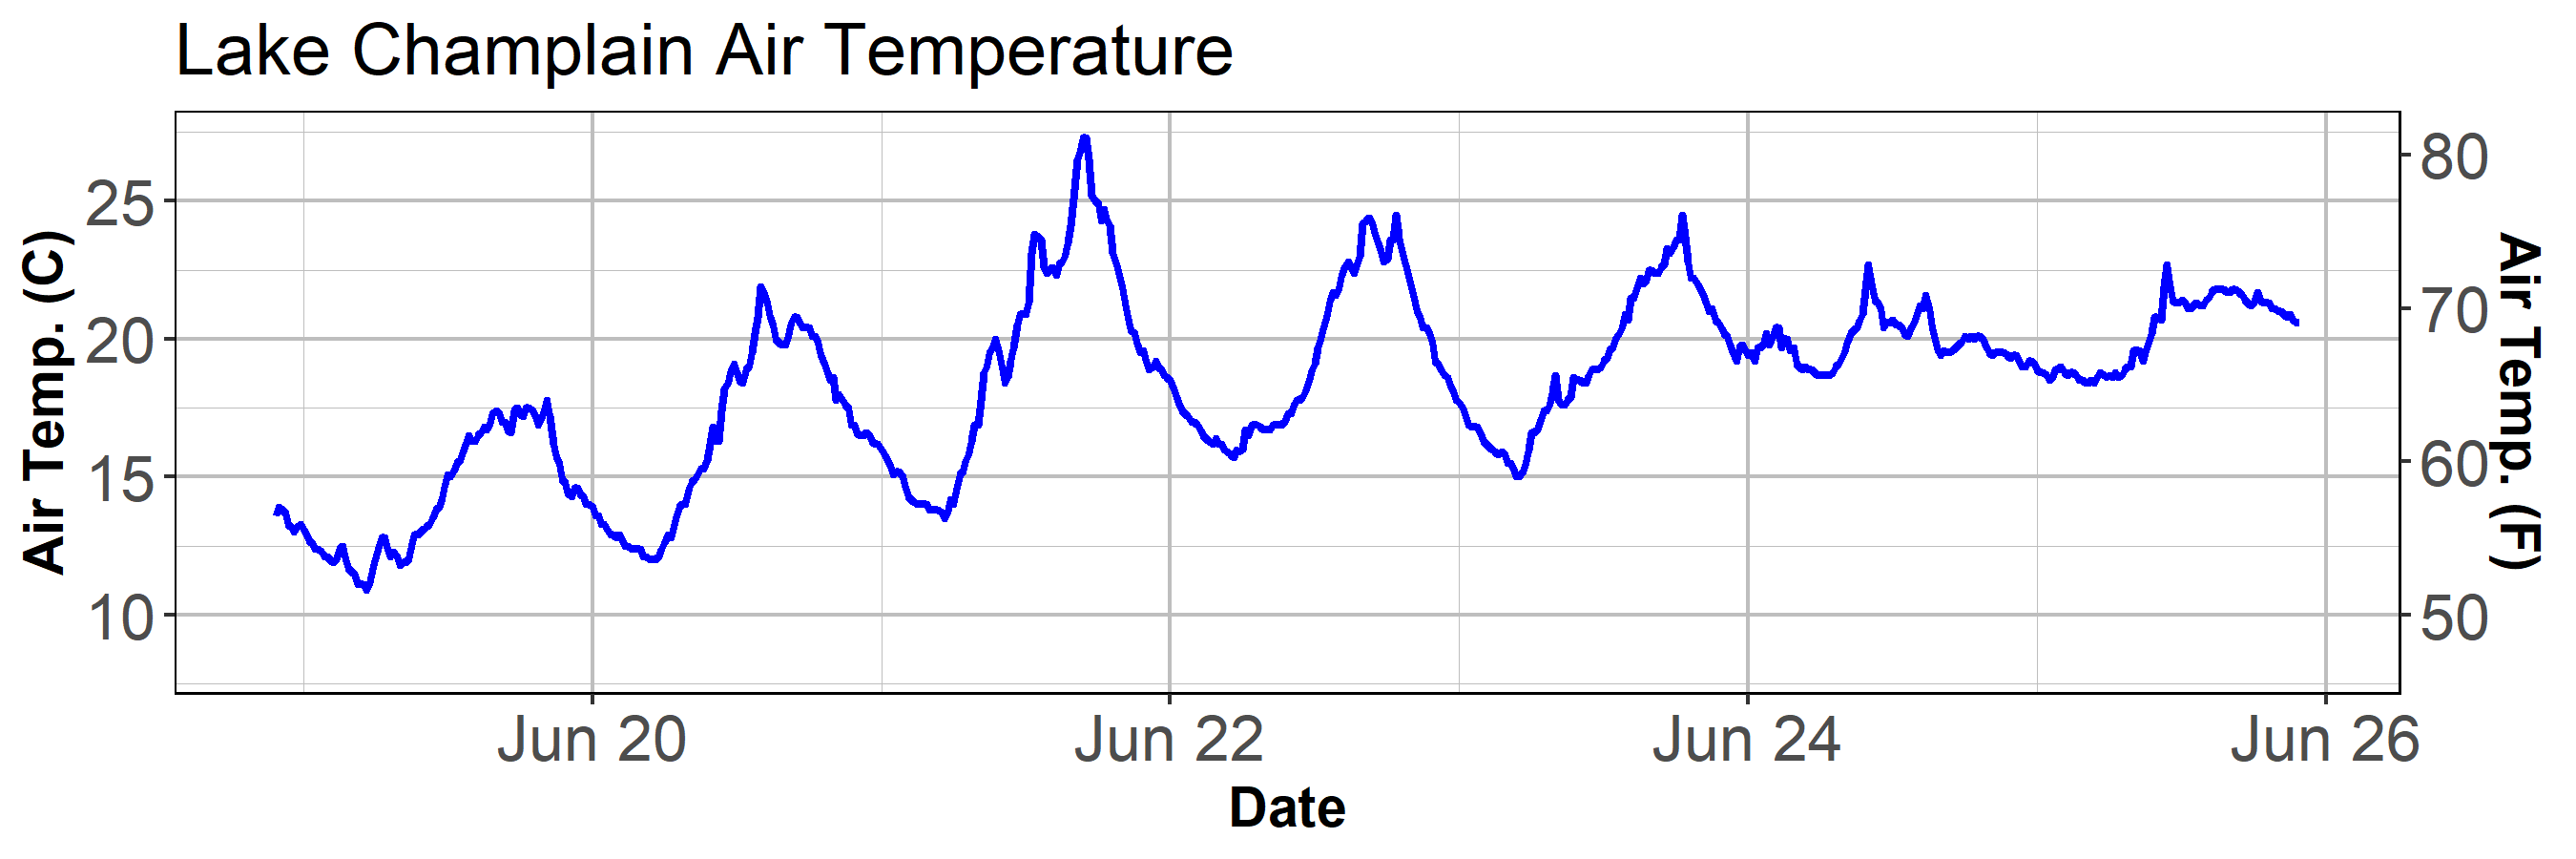 Lake Champlain Air Temperature
Air Temp. (C)
25
20
15
10
80
70
60
50
Air Temp. (F)
Jun 20
Jun 22
Jun 24
Jun 26
Date